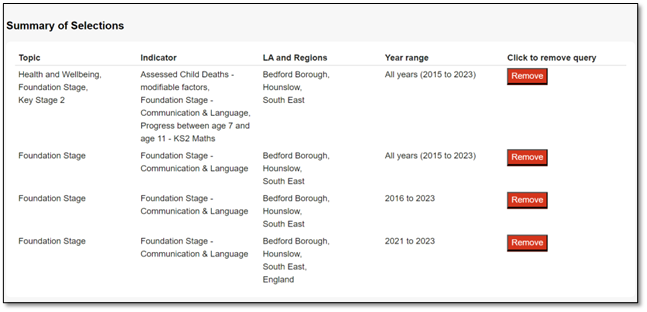 Summary of Selections
Topic Indicator LA and Regions Year range Click to remove query
Health and Wellbeing, Assessed Child Deaths - Bedford Borough, All years (2015 to 2023) Remove
Foundation Stage, modifiable factors, Hounslow,
Key Stage 2 Foundation Stage - South East
Communication & Language,
Progress between age 7 and
age 11 - KS2 Maths
Foundation Stage Foundation Stage - Bedford Borough, All years (2015 to 2023) Remove
Communication & Language Hounslow,
South East
Foundation Stage Foundation Stage - Bedford Borough, 2016 to 2023 Remove
Communication & Language Hounslow,
South East
Foundation Stage Foundation Stage - Bedford Borough, 2021 to 2023 Remove
Communication & Language Hounslow,
South East,
England